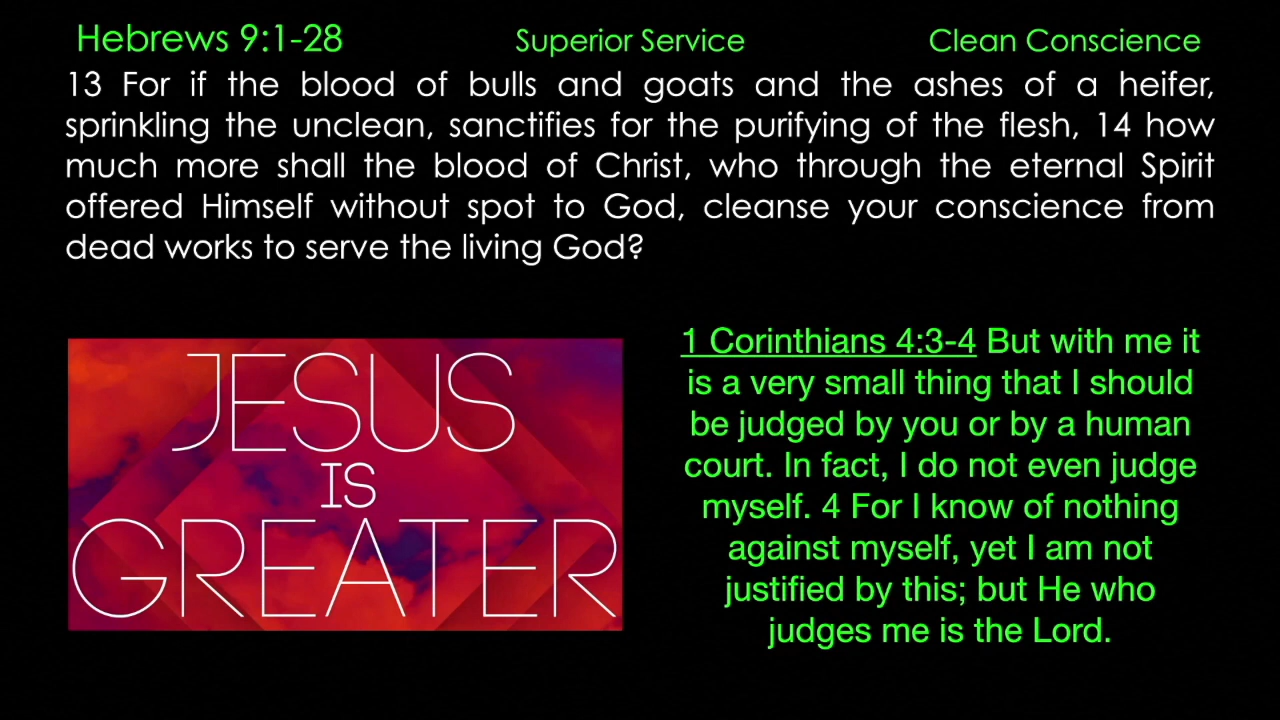 Hebrews 9:1-28 Superior Service Clean Conscience
13 For if the blood of bulls and goats and the ashes of a heifer,
sprinkling the unclean, sanctifies for the purifying of the flesh, 14 how
much more shall the blood of Christ, who through the eternal Spirit
offered Himself without spot to God, cleanse your conscience from
dead works to serve the living God?
JESUS
IS
GREATER
1 Corinthians 4:3-4 But with me it
is a very small thing that I should
be judged by you or by a human
court. In fact, I do not even judge
myself. 4 For I know of nothing
against myself, yet I am not
justified by this; but He who
judges me is the Lord.